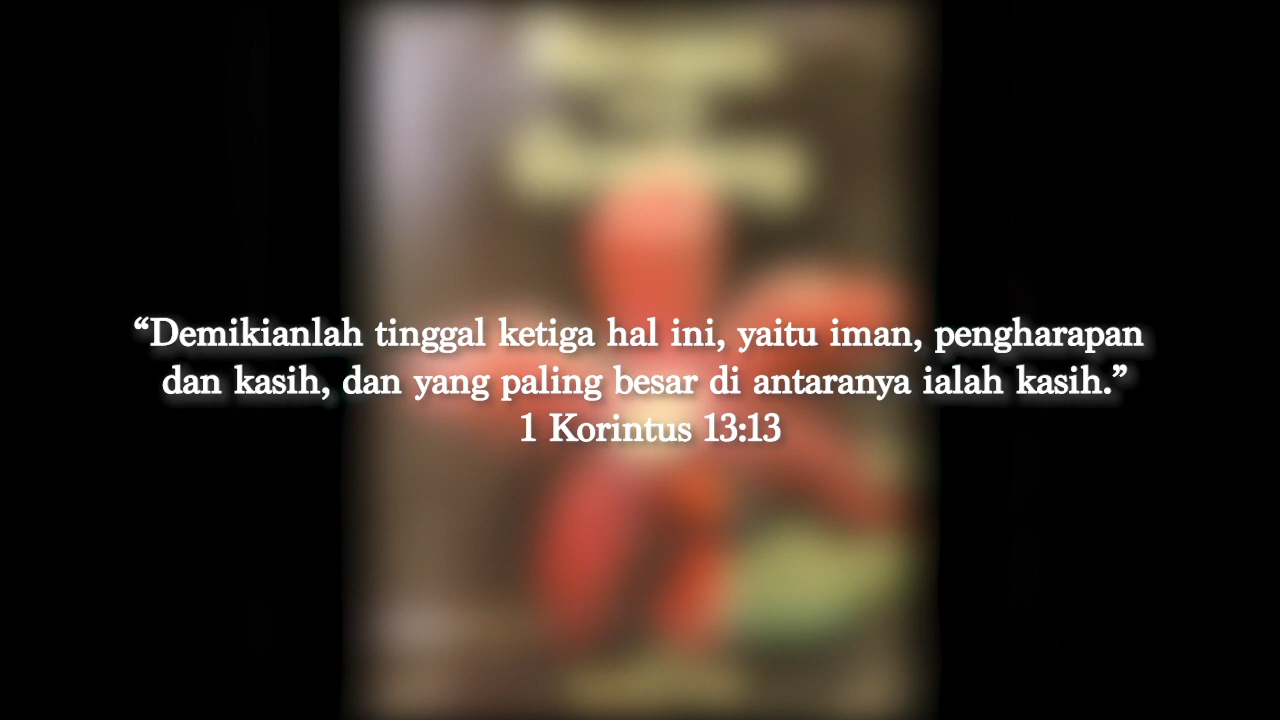 “Demikianlah tinggal ketiga hal ini, yaitu iman, pengharapan
dan kasih, dan yang paling besar di antaranya ialah kasih.”
1 Korintus 13:13